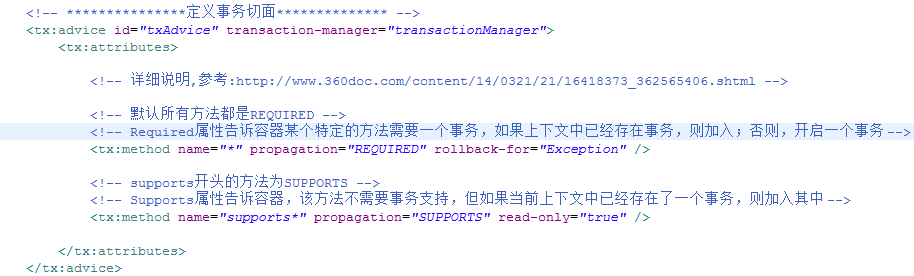 <!-- ***************定义事务切面************** -->
<tx:advice id="txAdvice" transaction-manager="transactionManager">
<tx:attributes>
<!-- 详细说明,参考:http://www.360doc.com/content/14/0321/21/16418373_362565406.shtml -->
<!-- 默认所有方法都是REQUIRED -->
<!-- Required属性告诉容器某个特定的方法需要一个事务，如果上下文中已经存在事务，则加入；否则，开启一个事务 -->
<tx:method name="*" propagation="REQUIRED" rollback-for="Exception" />
<!-- supports开头的方法为SUPPORTS -->
<!-- Supports属性告诉容器，该方法不需要事务支持，但如果当前上下文中已经存在了一个事务，则加入其中 -->
<tx:method name="supports*" propagation="SUPPORTS" read-only="true" />
</tx:attributes>
</tx:advice>